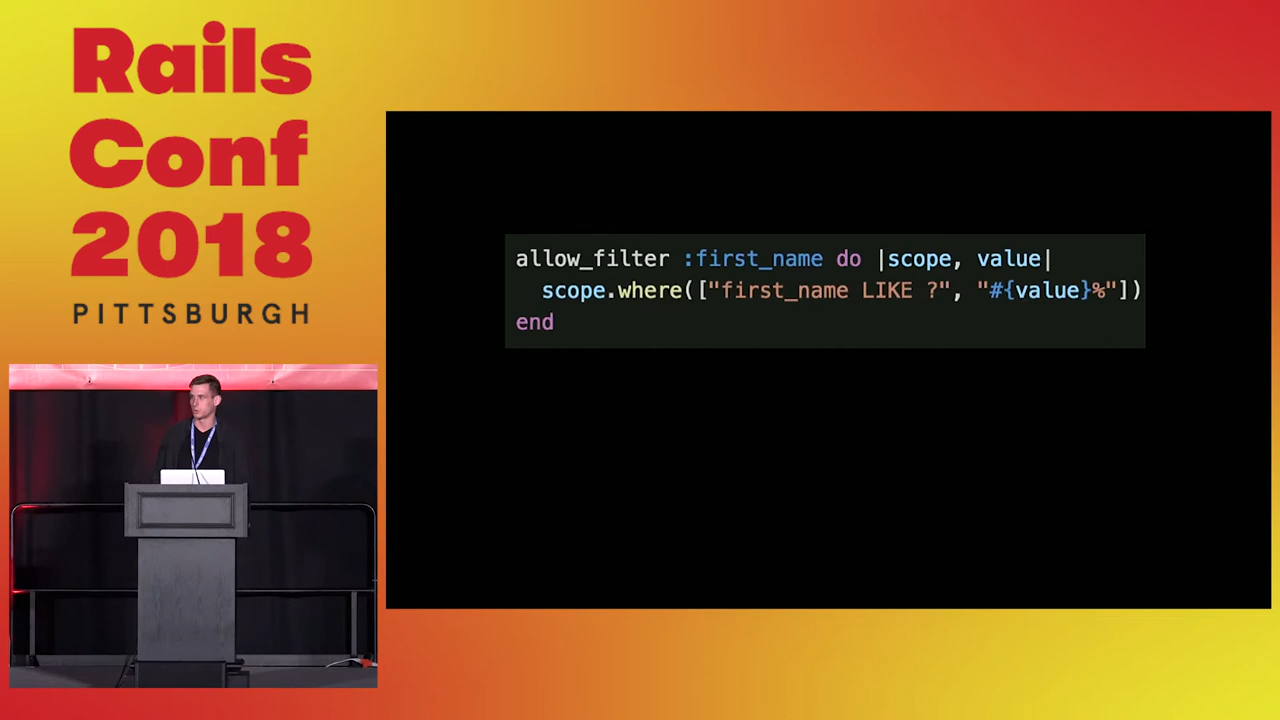 Rails
Conf
2018
PITTSBURGH
allow_filter :first_name do |scope, value|
  scope.where(["first_name LIKE ?", "#{value}%"])
end